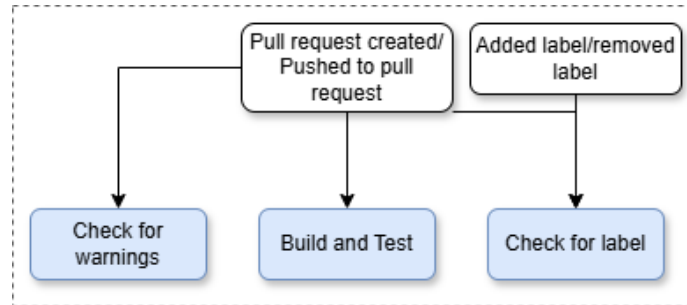 Pull request created/
Pushed to pull
request
Added label/removed
label
Check for
warnings
Build and Test
Check for label